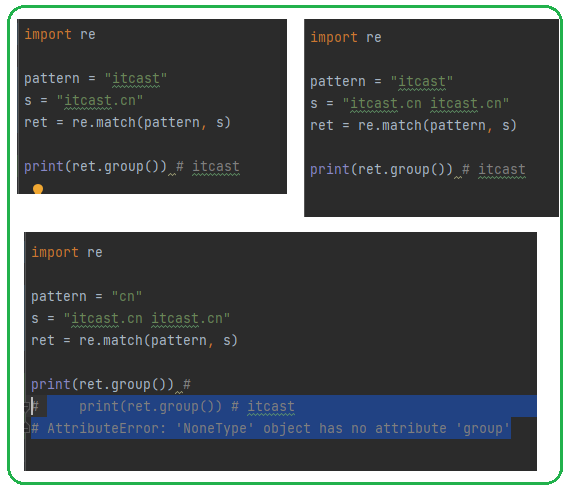 import re
pattern = "itcast"
s = "itcast.cn"
ret = re.match(pattern, s)
print(ret.group()) # itcast
import re
pattern = "itcast"
s = "itcast.cn itcast.cn"
ret = re.match(pattern, s)
print(ret.group()) # itcast
import re
pattern = "cn"
s = "itcast.cn itcast.cn"
ret = re.match(pattern, s)
print(ret.group()) #
#     print(ret.group()) # itcast
# AttributeError: 'NoneType' object has no attribute 'group'